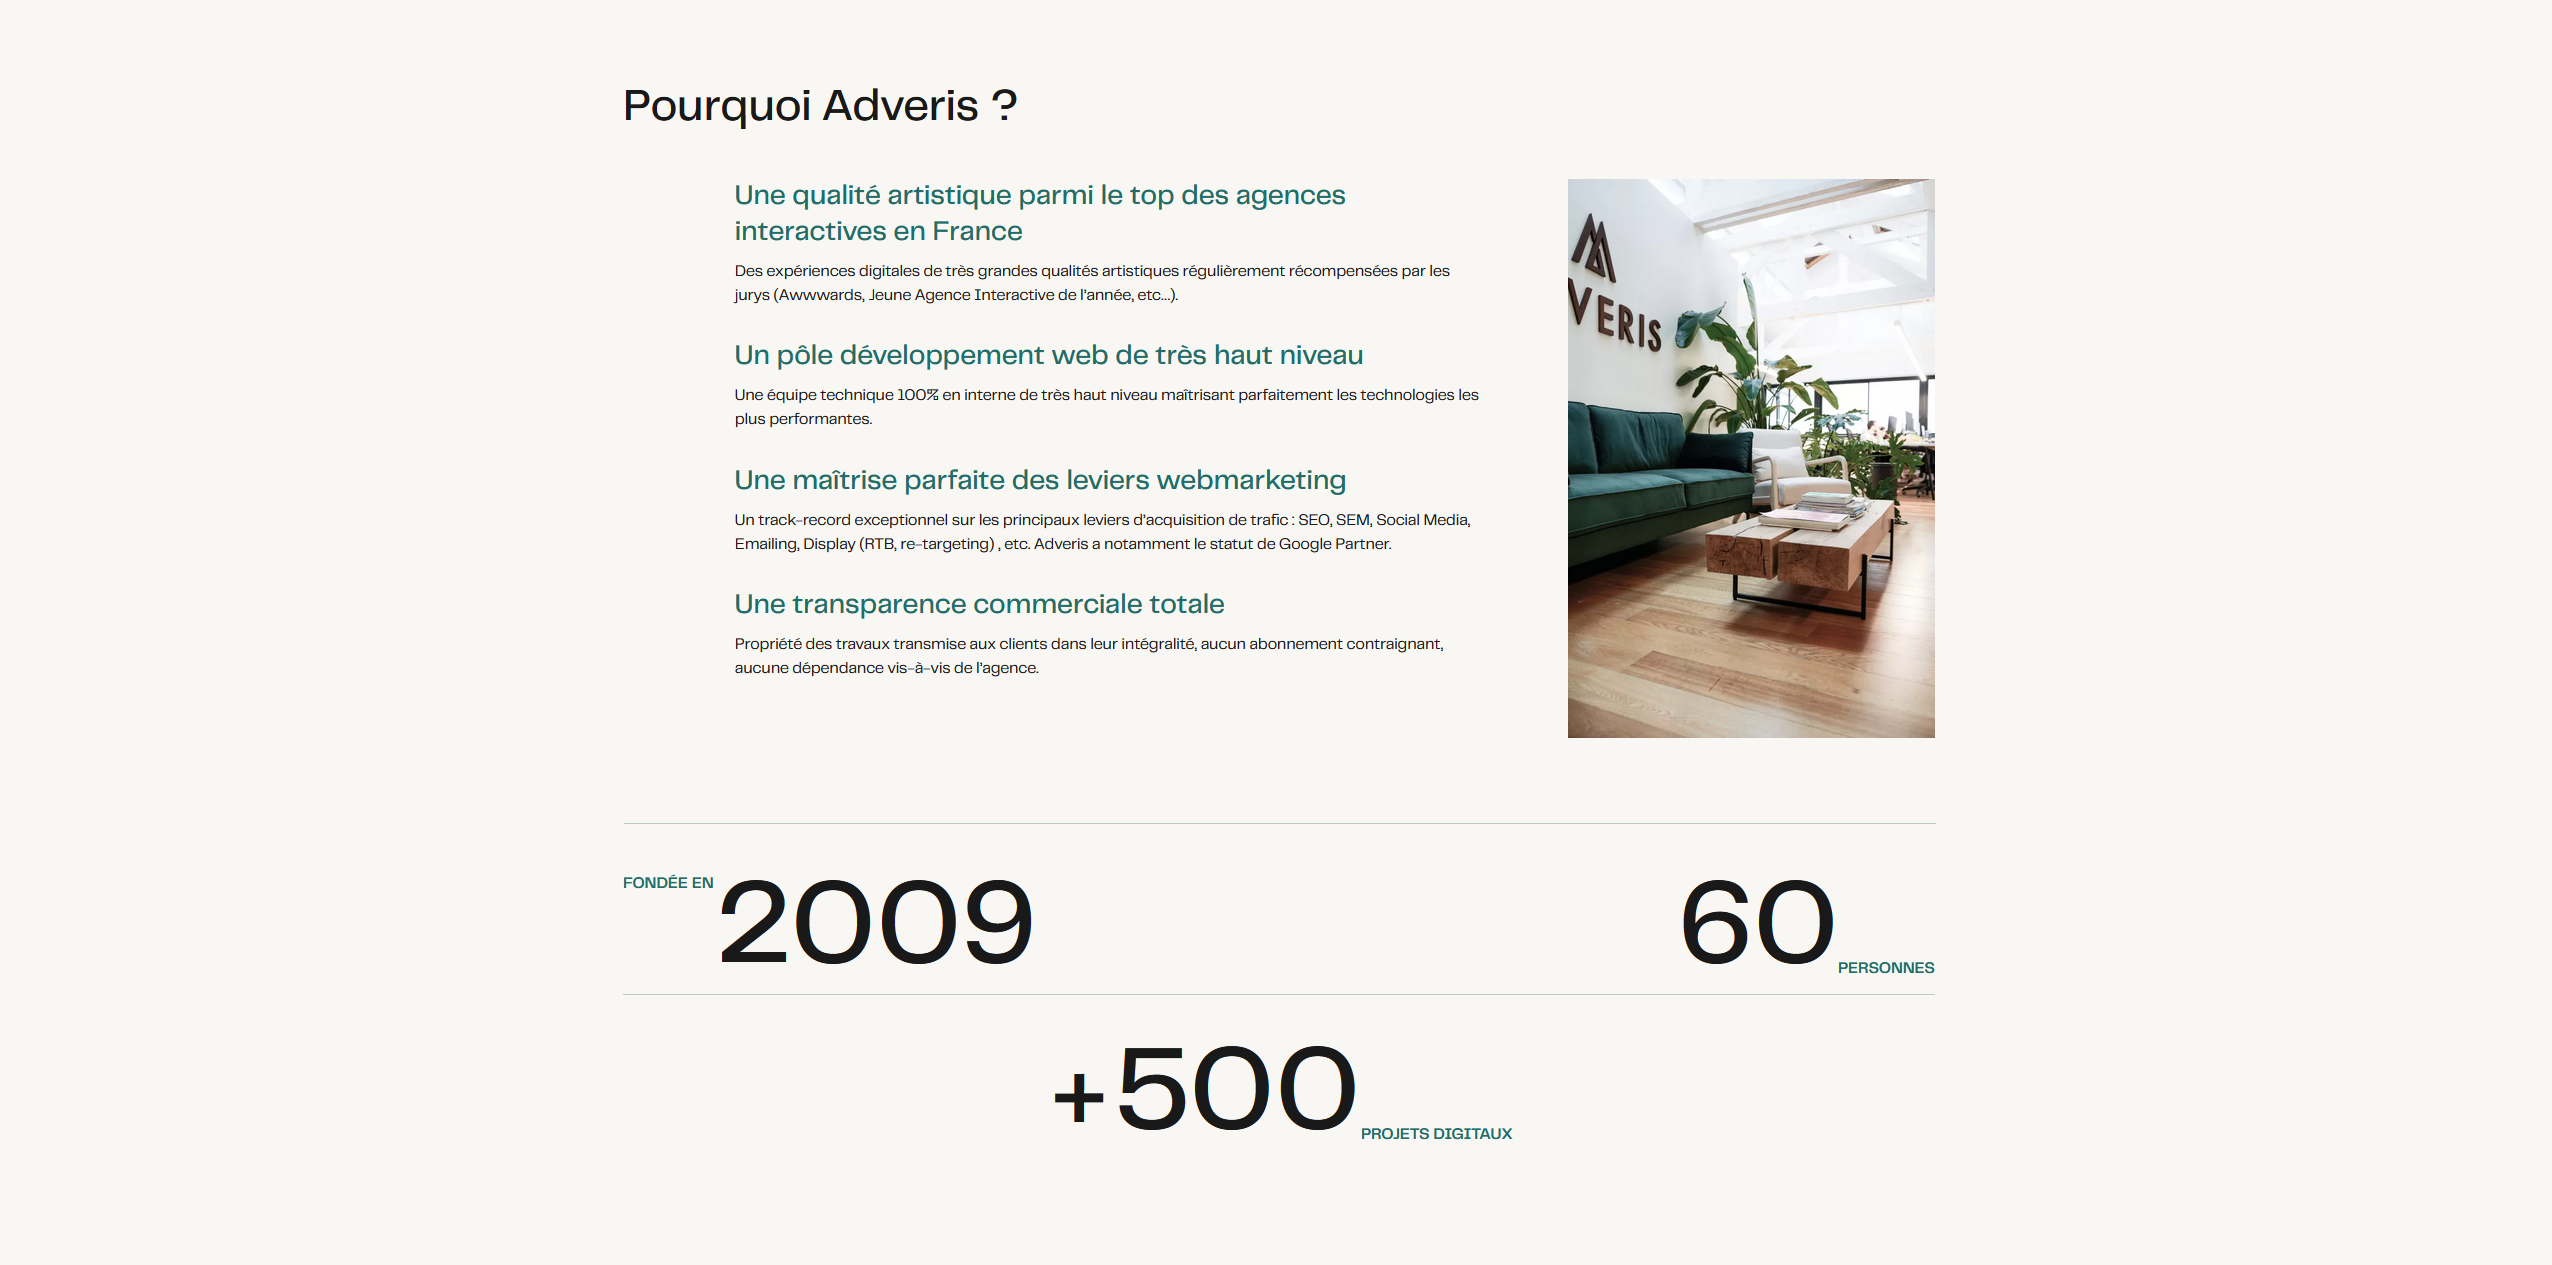 Pourquoi Adveris ?
Une qualité artistique parmi le top des agences
interactives en France
Des expériences digitales de très grandes qualités artistiques régulièrement récompensées par les
jurys (Awwwards, Jeune Agence Interactive de l'année, etc...).
Un pôle développement web de très haut niveau
Une équipe technique 100% en interne de très haut niveau maîtrisant parfaitement les technologies les
plus performantes.
Une maîtrise parfaite des leviers webmarketing
Un track-record exceptionnel sur les principaux leviers d'acquisition de trafic : SEO, SEM, Social Media,
Emailing, Display (RTB, re-targeting) , etc. Adveris a notamment le statut de Google Partner.
Une transparence commerciale totale
Propriété des travaux transmise aux clients dans leur intégralité, aucun abonnement contraignant,
aucune dépendance vis-à-vis de l'agence.
VERIS
FONDÉE EN 2009
60 PERSONNES
+500 PROJETS DIGITAUX